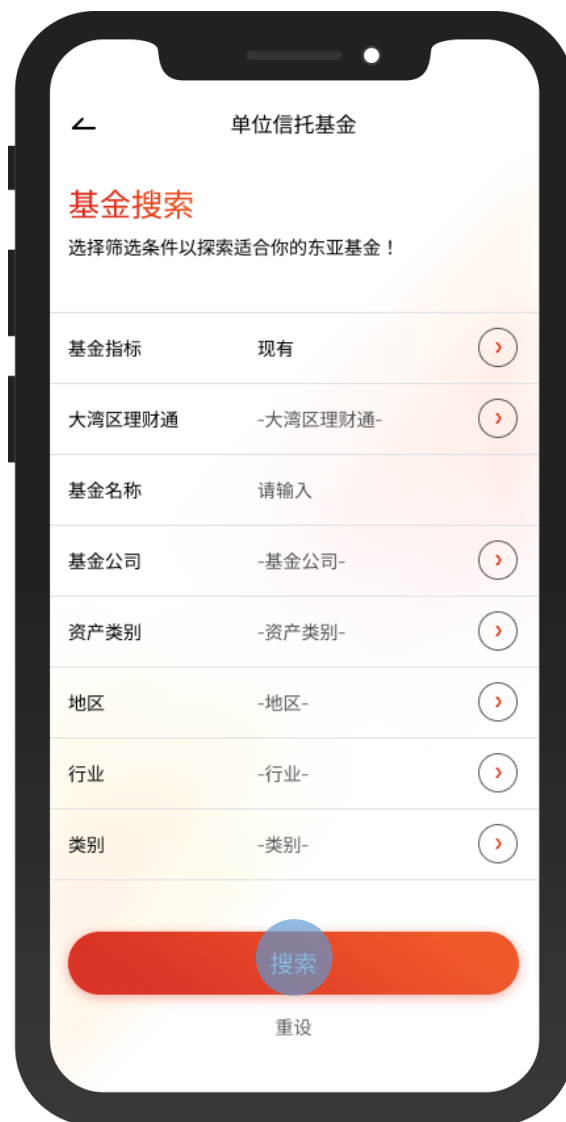 单位信托基金
基金搜索
选择筛选条件以探索适合你的东亚基金！
基金指标 现有
大湾区理财通 -大湾区理财通-
基金名称 请输入
基金公司 -基金公司-
资产类别 -资产类别-
地区 -地区-
行业 -行业-
类别 -类别-
搜索
重设